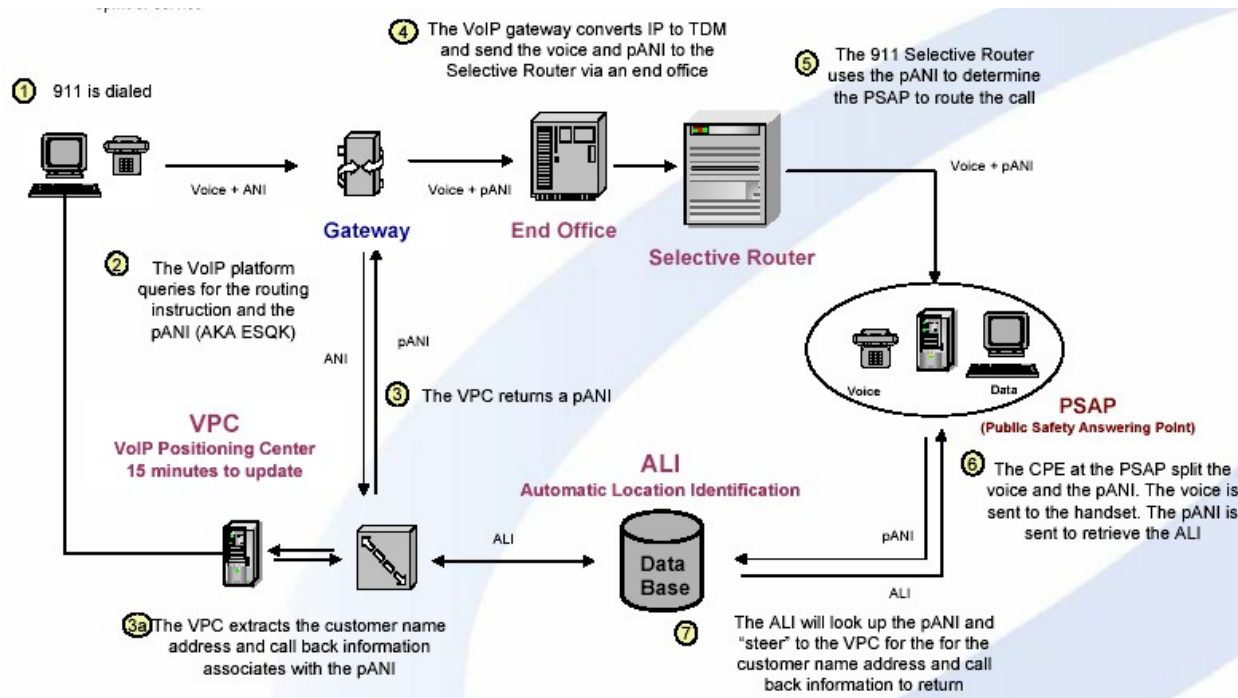 1 911 is dialed
4 The VoIP gateway converts IP to TDM
and send the voice and pANI to the
Selective Router via an end office
5 The 911 Selective Router
uses the pANI to determine
the PSAP to route the call
Voice + ANI
Voice + pANI
Voice + pANI
Gateway
End Office
Selective Router
2 The VoIP platform
queries for the routing
instruction and the
pANI (AKA ESQK)
ANI
pANI
3 The VPC returns a pANI
Voice
Data
PSAP
(Public Safety Answering Point)
VPC
VoIP Positioning Center
15 minutes to update
ALI
Automatic Location Identification
6 The CPE at the PSAP split the
voice and the pANI. The voice is
sent to the handset. The pANI is
sent to retrieve the ALI
ALI
Data
Base
pANI
ALI
3a The VPC extracts the customer name
address and call back information
associates with the pANI
7 The ALI will look up the pANI and
“steer” to the VPC for the for the
customer name address and call
back information to return